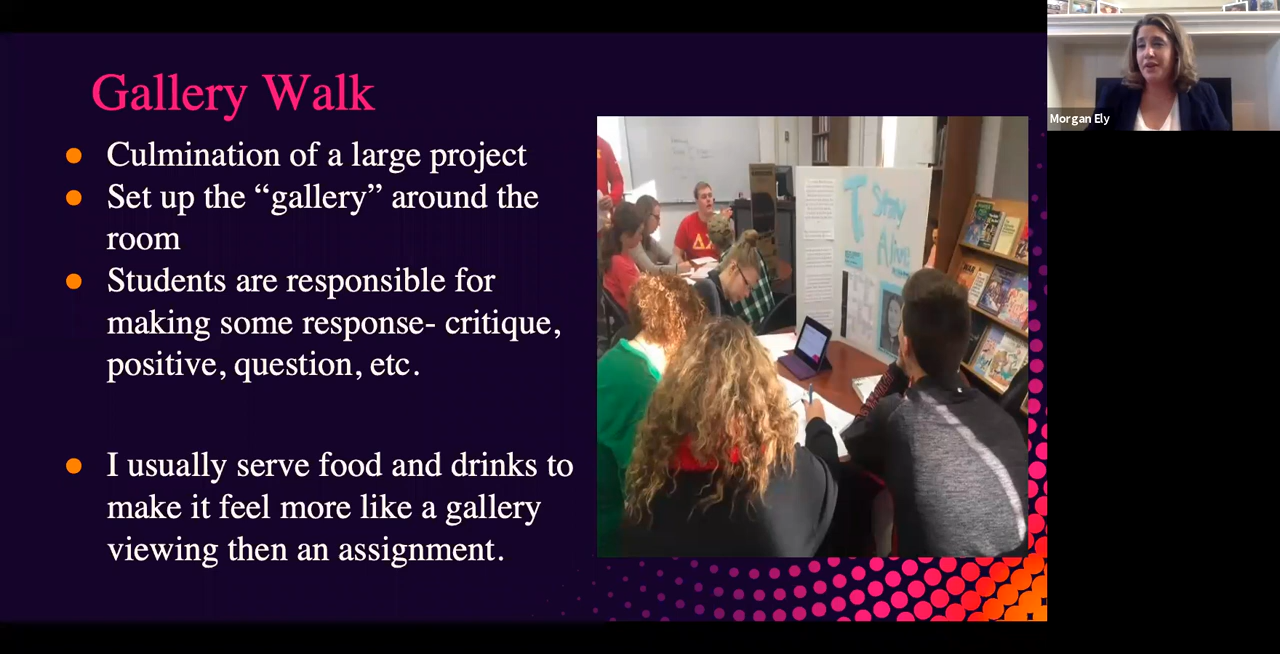 Gallery Walk
Culmination of a large project
Set up the “gallery” around the
room
Students are responsible for
making some response- critique,
positive, question, etc.
I usually serve food and drinks to
make it feel more like a gallery
viewing then an assignment.
Stay
Alive
Morgan Ely